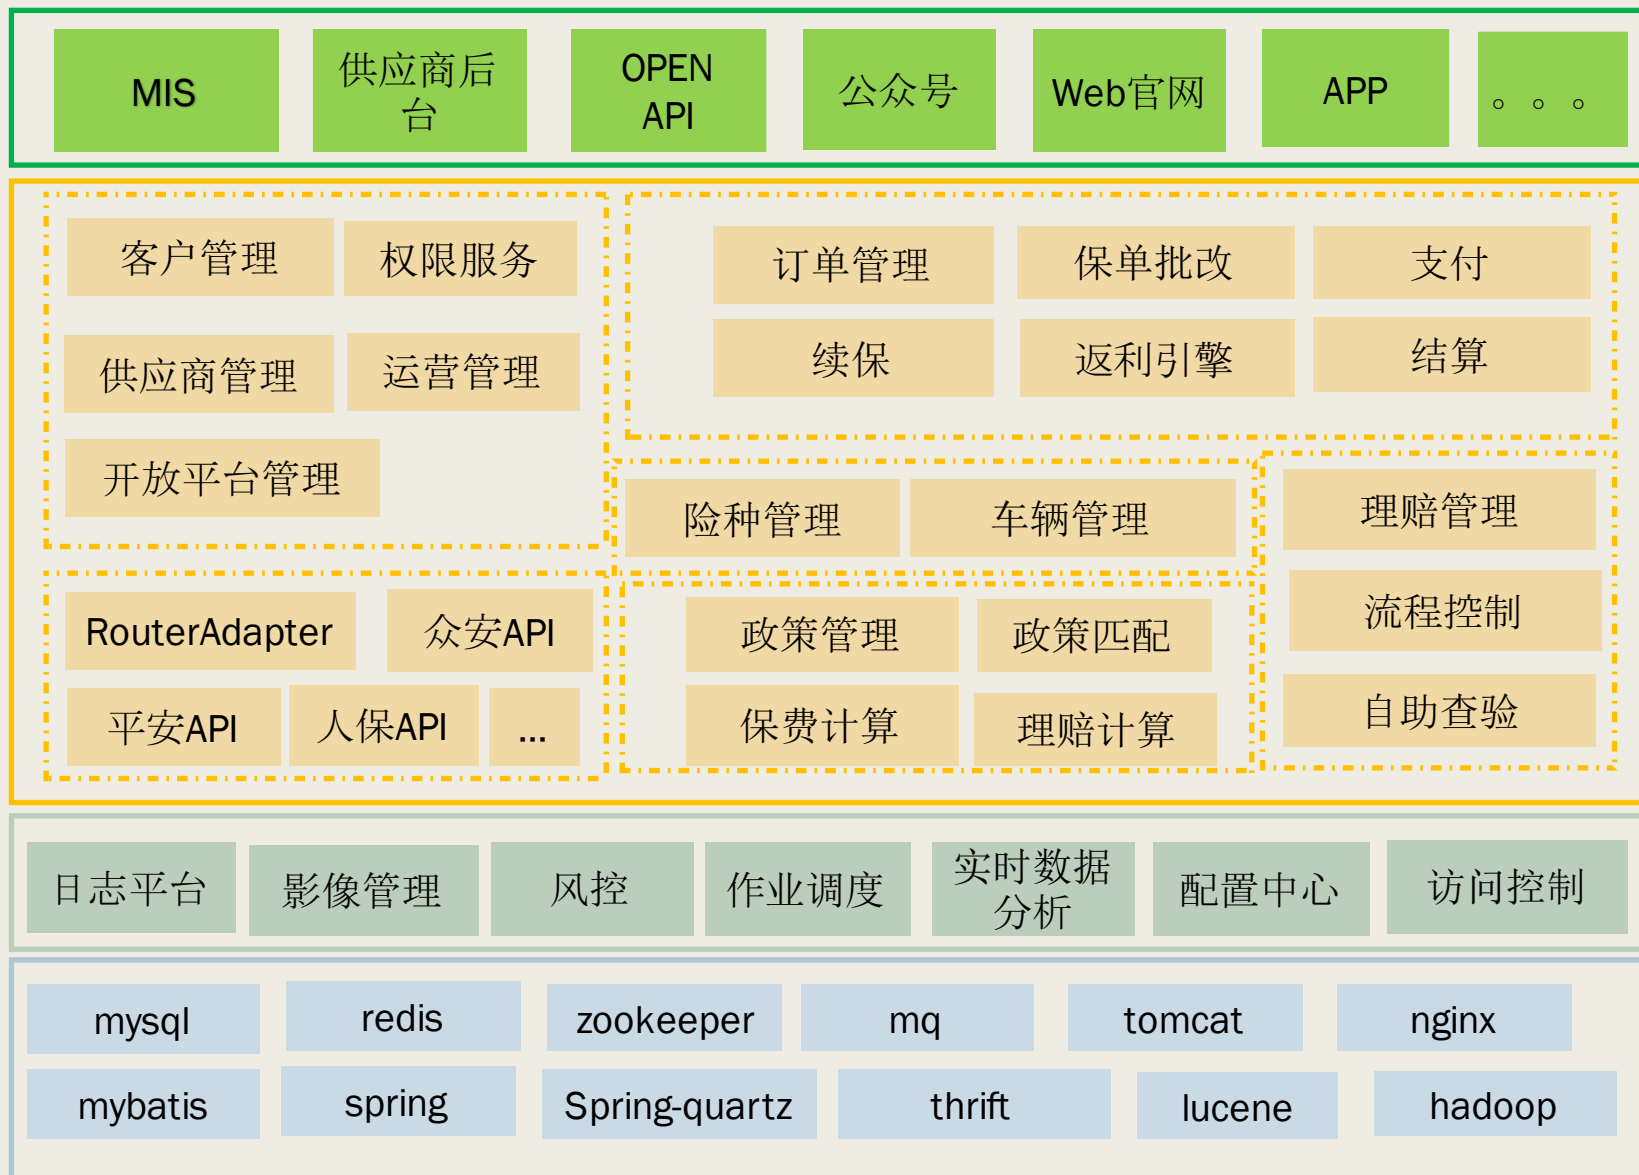 MIS
供应商后
台
OPEN
API
公众号
Web官网
APP
。。。
客户管理
权限服务
供应商管理
运营管理
开放平台管理
订单管理
保单批改
支付
续保
返利引擎
结算
险种管理
车辆管理
理赔管理
流程控制
自助查验
RouterAdapter
众安API
平安API
人保API
...
政策管理
政策匹配
保费计算
理赔计算
日志平台
影像管理
风控
作业调度
实时数据
分析
配置中心
访问控制
mysql
redis
zookeeper
mq
tomcat
nginx
mybatis
spring
Spring-quartz
thrift
lucene
hadoop